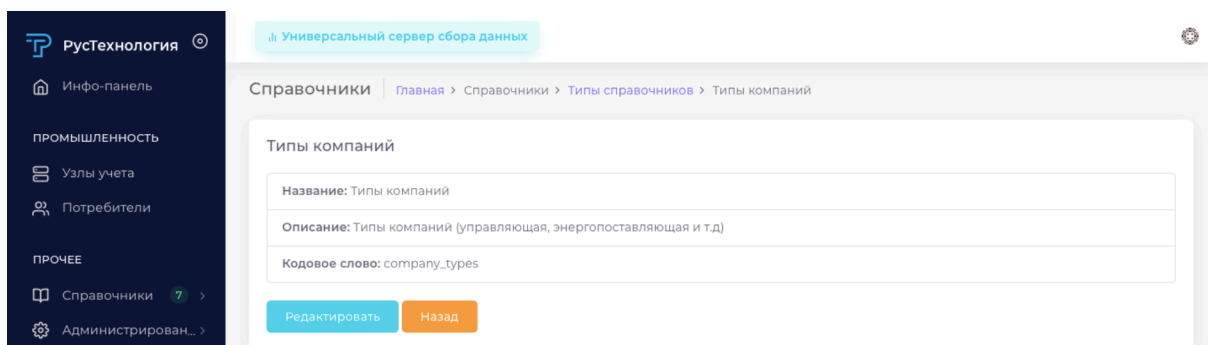 РусТехнология
Универсальный сервер сбора данных
Инфо-панель
ПРОМЫШЛЕННОСТЬ
Узлы учета
Потребители
ПРОЧЕЕ
Справочники 7 >
Администрирован... >
Справочники Главная > Справочники > Типы справочников > Типы компаний
Типы компаний
Название: Типы компаний
Описание: Типы компаний (управляющая, энергопоставляющая и т.д)
Кодовое слово: company_types
Редактировать Назад